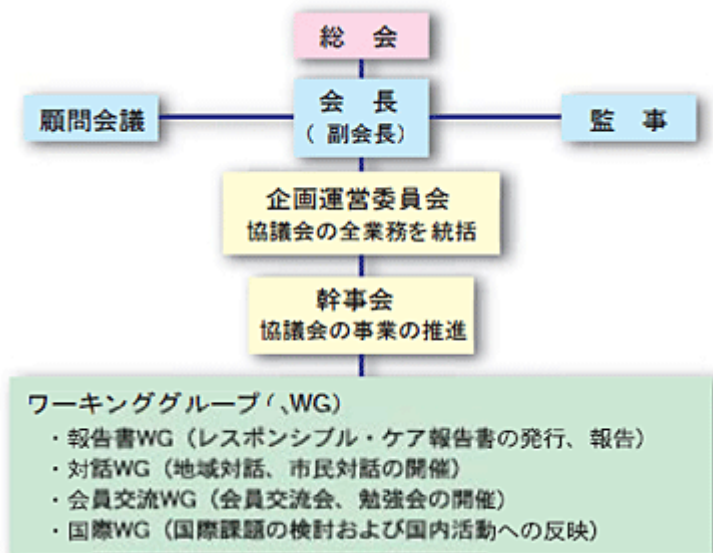 総 会
顧問会議
会 長
（副会長）
監 事
企画運営委員会
協議会の全業務を統括
幹事会
協議会の事業の推進
ワーキンググループ（、WG）
・報告書WG（レスポンシブル・ケア報告書の発行、報告）
・対話WG（地域対話、市民対話の開催）
・会員交流WG（会員交流会、勉強会の開催）
・国際WG（国際課題の検討および国内活動への反映）